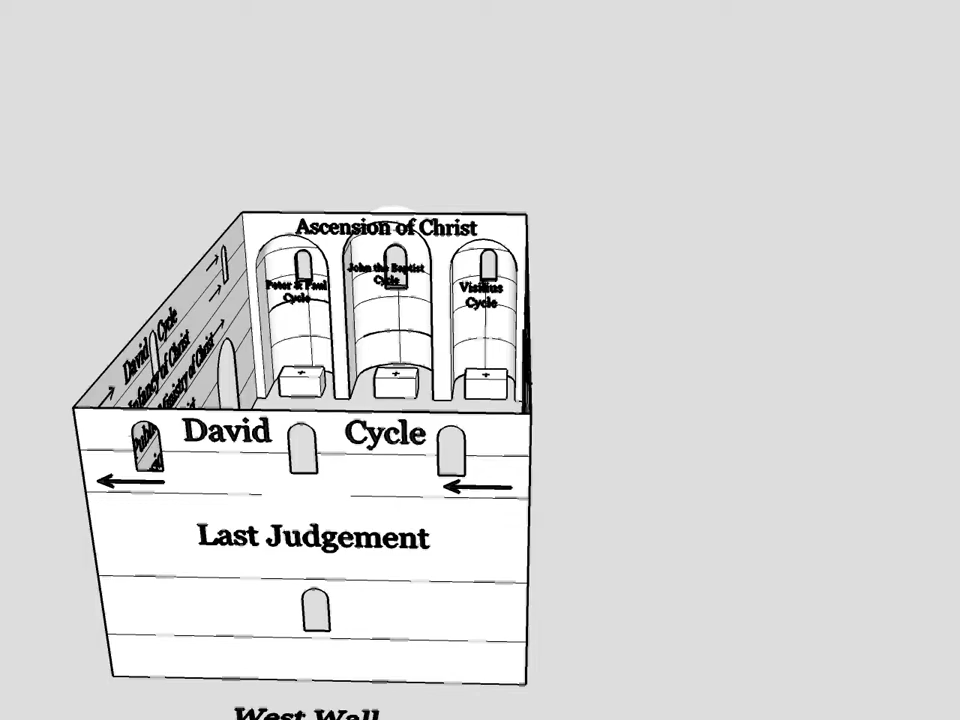 Ascension of Christ
John the Baptist
Cycle
Peter & Paul
Cycle
Visilius
Cycle
David Cycle
Infancy of Christ
Ministry of Christ
David Cycle
Last Judgement
West Wall